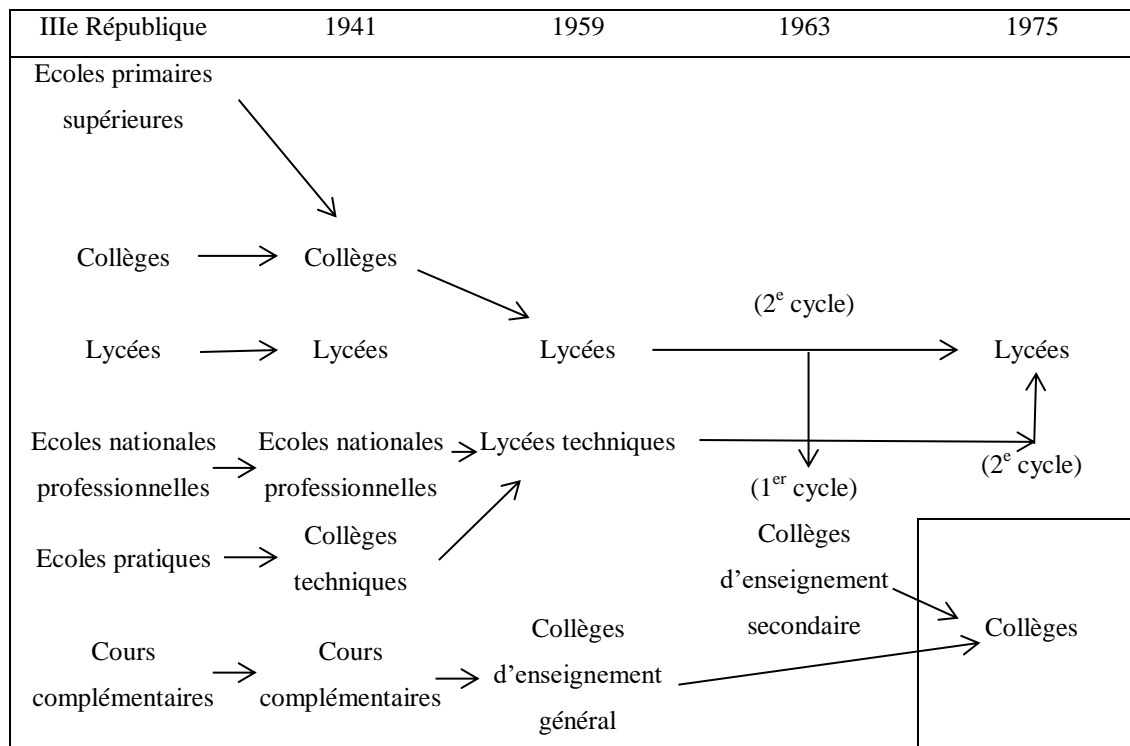 IIIe République 1941 1959 1963 1975
Ecoles primaires
supérieures
Collèges Collèges
(2e cycle)
Lycées Lycées Lycées Lycées
Ecoles nationales
professionnelles
Ecoles nationales
professionnelles
Lycées techniques
(2e cycle)
(1er cycle)
Ecoles pratiques
Collèges
techniques
Collèges
d’enseignement
secondaire
Collèges
Cours
complémentaires
Cours
complémentaires
Collèges
d’enseignement
général